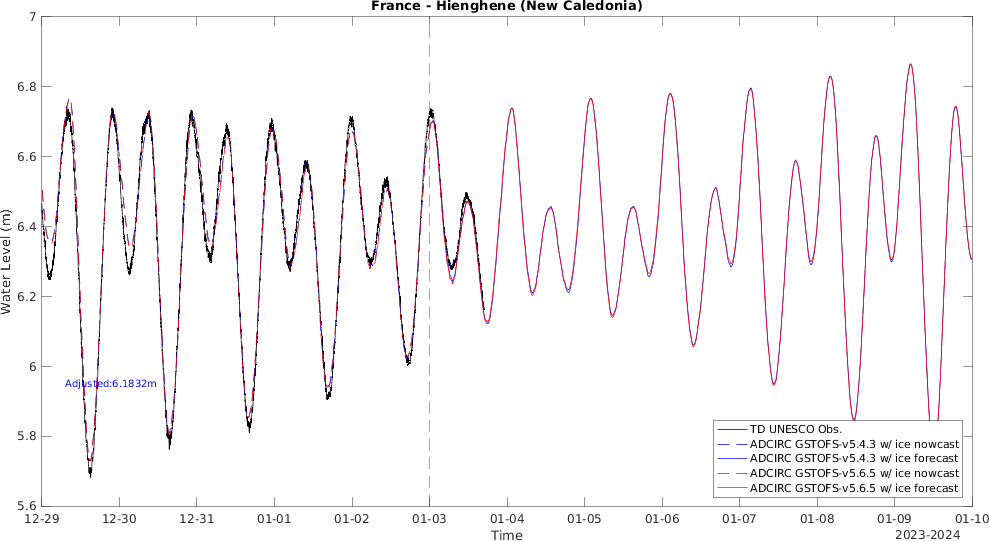 France - Hienghene (New Caledonia)
7
6.8
6.6
6.4
6.2
6
5.8
5.6
Water Level (m)
Adjusted:6.1832m
TD UNESCO Obs.
ADCIRC GSTOFS-v5.4.3 w/ ice nowcast
ADCIRC GSTOFS-v5.4.3 w/ ice forecast
ADCIRC GSTOFS-v5.6.5 w/ ice nowcast
ADCIRC GSTOFS-v5.6.5 w/ ice forecast
12-29 12-30 12-31 01-01 01-02 01-03 01-04 01-05 01-06 01-07 01-08 01-09 01-10
Time
2023-2024